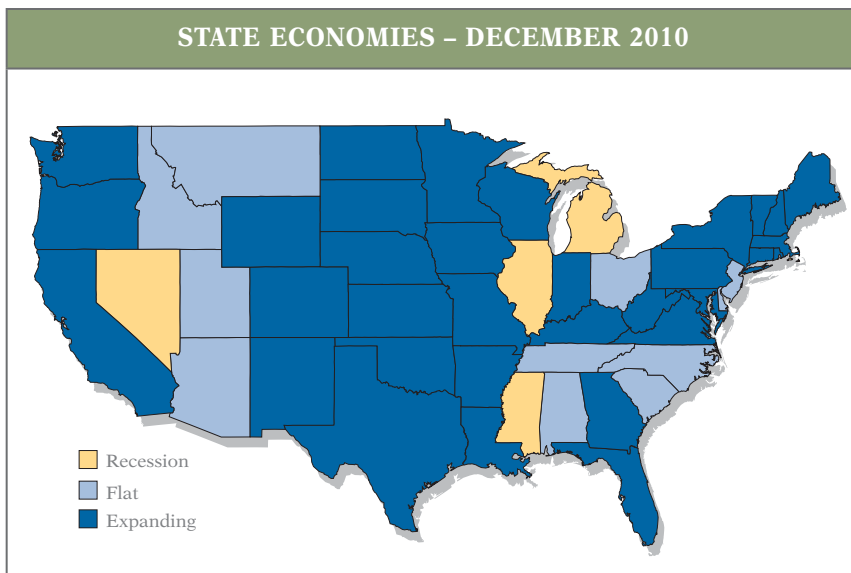 STATE ECONOMIES – DECEMBER 2010
Recession
Flat
Expanding